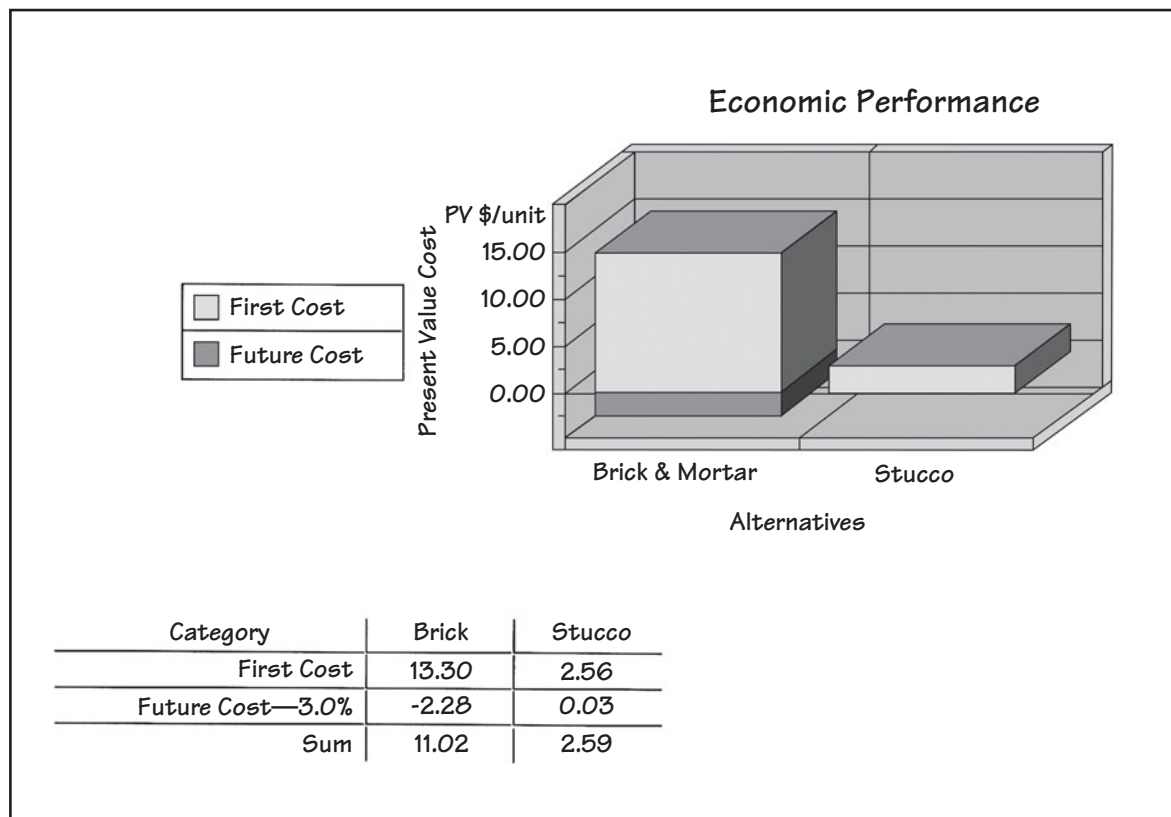 Economic Performance
PV $/unit
Present Value Cost
15.00
10.00
5.00
0.00
First Cost
Future Cost
Brick & Mortar Stucco
Alternatives
Category Brick Stucco
First Cost 13.30 2.56
Future Cost—3.0% -2.28 0.03
Sum 11.02 2.59